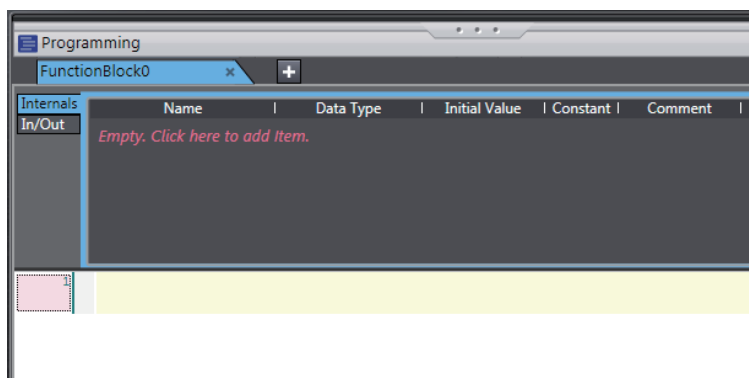 Programming
FunctionBlock0 × +
Internals
In/Out
Name | Data Type | Initial Value | Constant | Comment |
Empty. Click here to add Item.
1